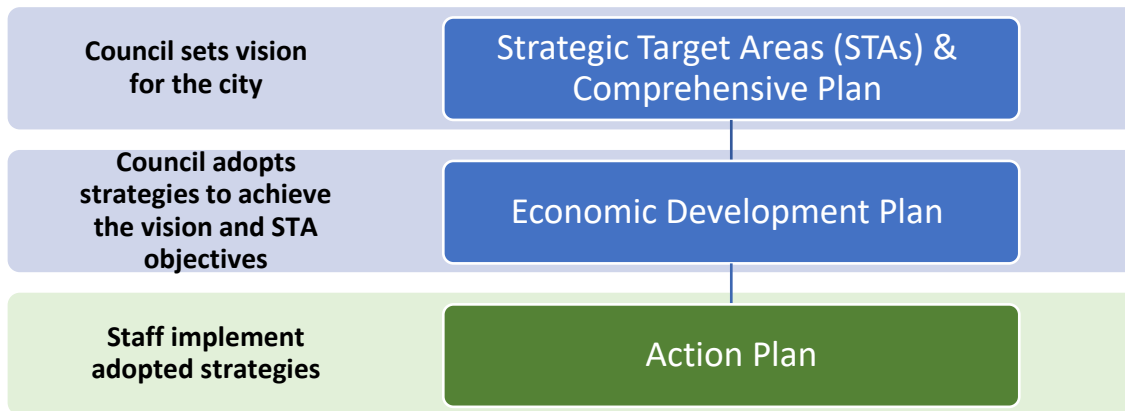 Council sets vision
for the city
Strategic Target Areas (STAs) &
Comprehensive Plan
Council adopts
strategies to achieve
the vision and STA
objectives
Economic Development Plan
Staff implement
adopted strategies
Action Plan